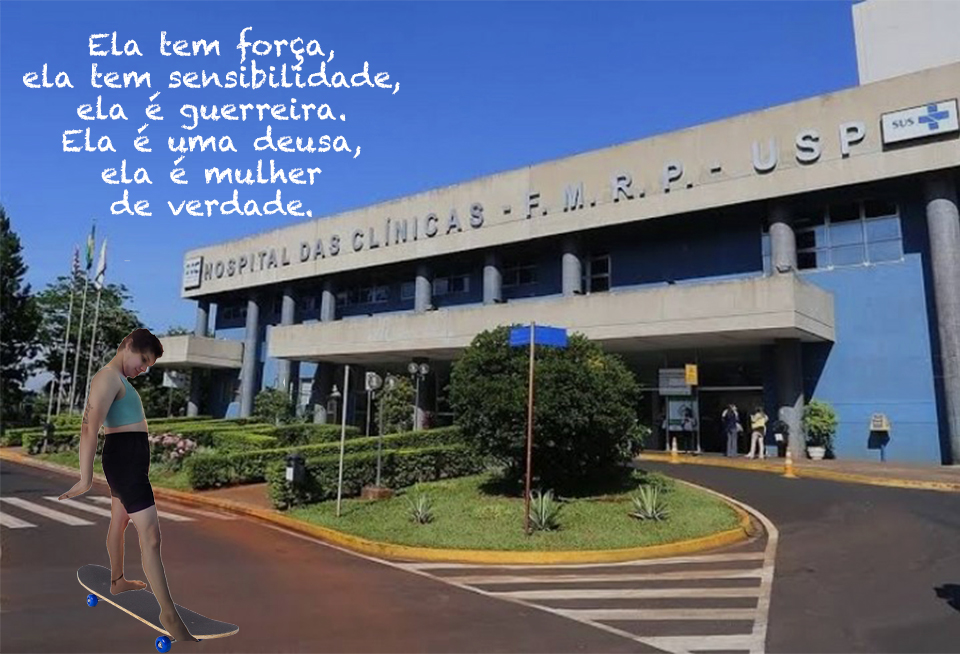 Ela tem força,
ela tem sensibilidade,
ela é guerreira.
Ela é uma deusa,
ela é mulher
de verdade.
HOSPITAL DAS CLÍNICAS - F. M. R. P. - USP
SUS